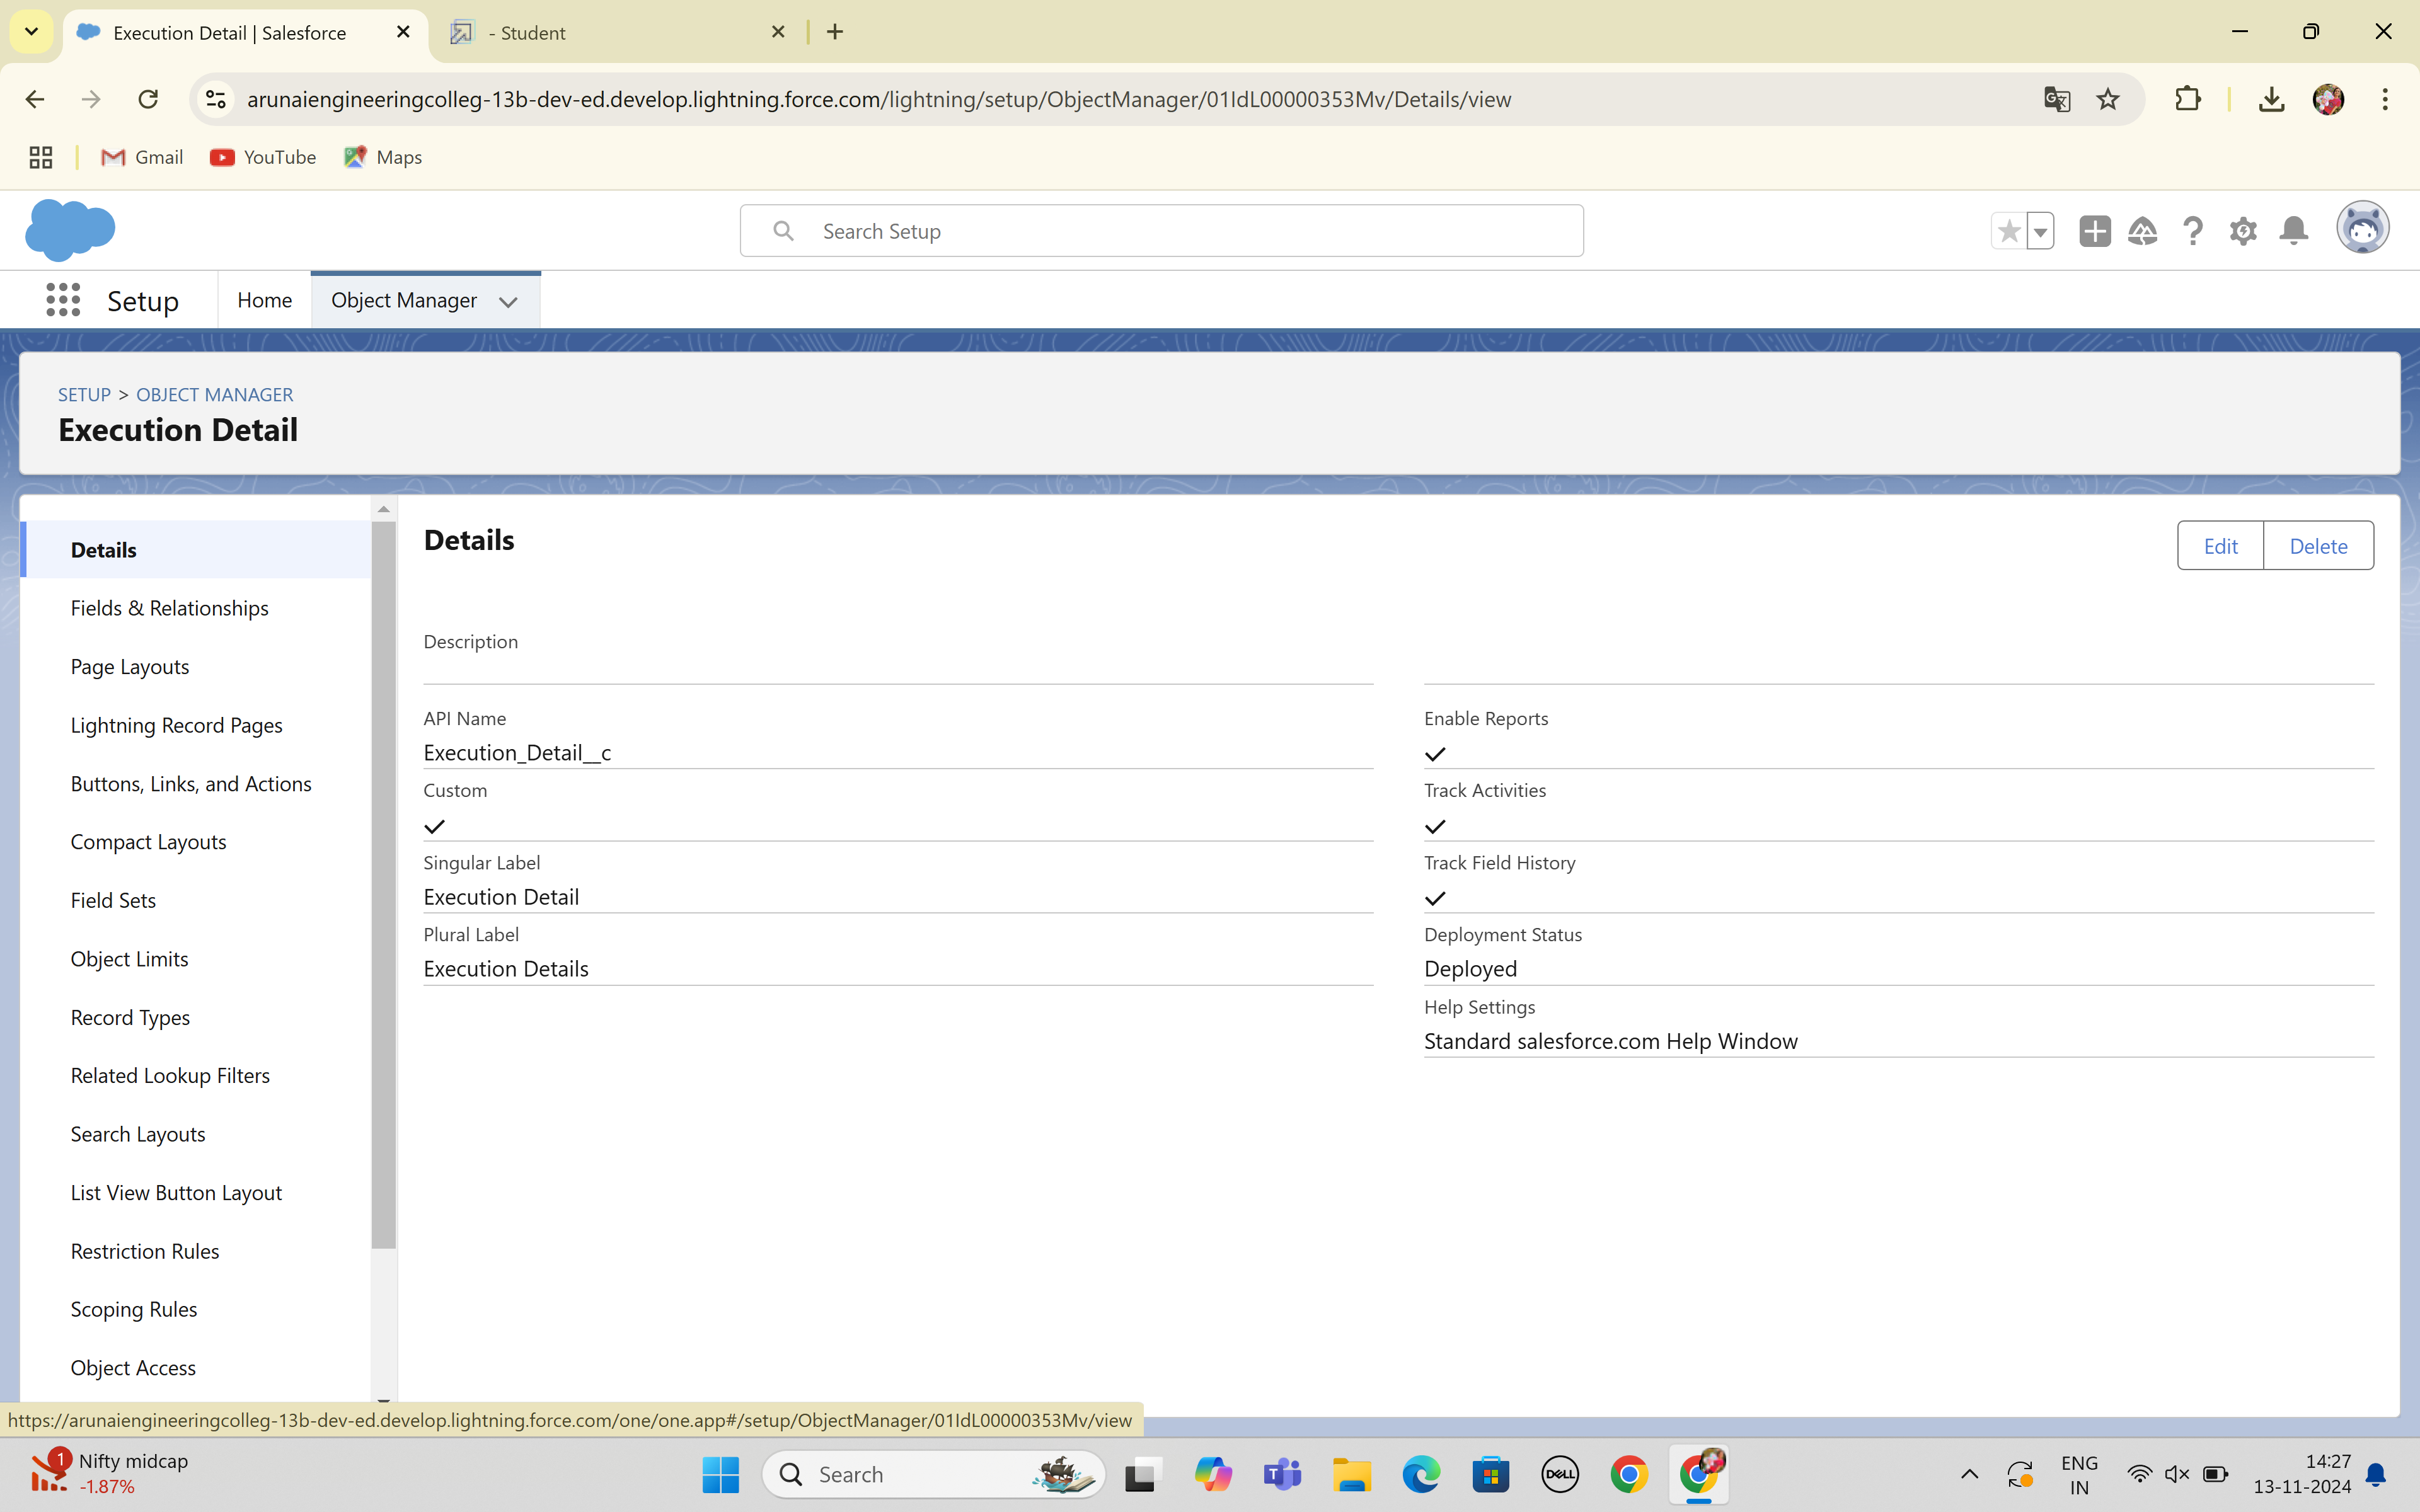 Execution Detail | Salesforce
- Student
arunaiengineeringcolleg-13b-dev-ed.develop.lightning.force.com/lightning/setup/ObjectManager/01IdL00000353Mv/Details/view
Gmail
YouTube
Maps
Search Setup
Setup
Home
Object Manager
SETUP > OBJECT MANAGER
Execution Detail
Details
Fields & Relationships
Page Layouts
Lightning Record Pages
Buttons, Links, and Actions
Compact Layouts
Field Sets
Object Limits
Record Types
Related Lookup Filters
Search Layouts
List View Button Layout
Restriction Rules
Scoping Rules
Object Access
Details
Edit
Delete
Description
API Name
Execution_Detail__c
Custom
Singular Label
Execution Detail
Plural Label
Execution Details
Enable Reports
Track Activities
Track Field History
Deployment Status
Deployed
Help Settings
Standard salesforce.com Help Window
https://arunaiengineeringcolleg-13b-dev-ed.develop.lightning.force.com/one/one.app#/setup/ObjectManager/01IdL00000353Mv/view
1
Nifty midcap
-1.87%
Search
T
DELL
ENG
IN
14:27
13-11-2024